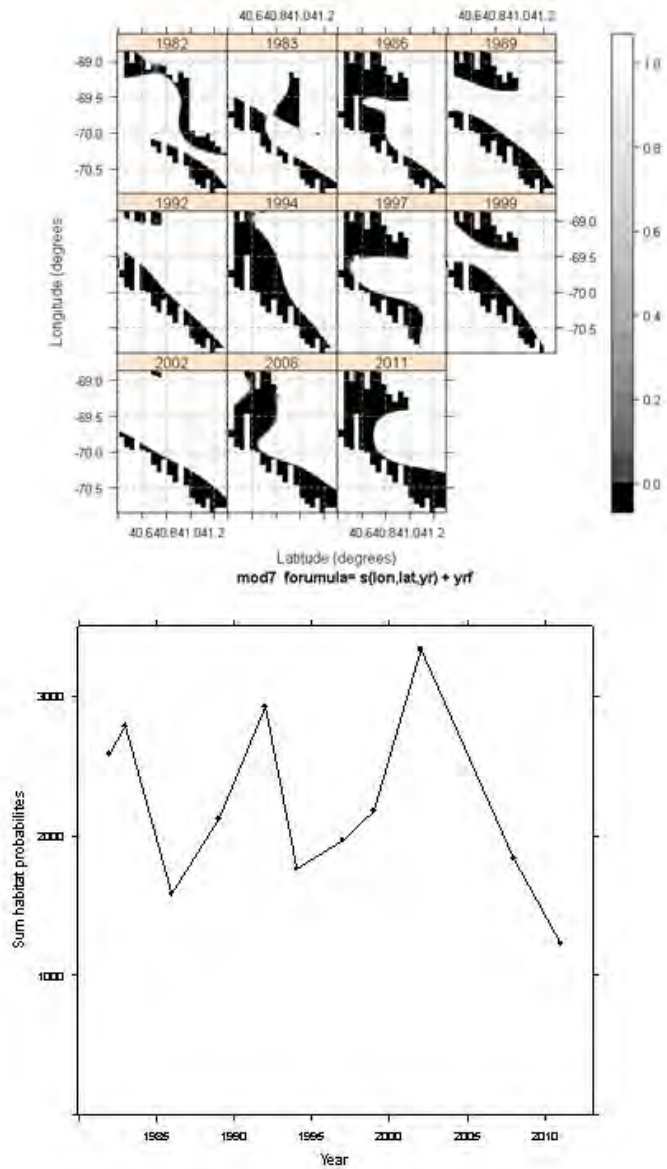 40.640.841.041.2 40.640.841.041.2
1982 1983 1986 1989
-69.0
-69.5
-70.0
-70.5
1992 1994 1997 1999
-69.0
-69.5
-70.0
-70.5
2002 2006 2011
-69.0
-69.5
-70.0
-70.5
40.640.841.041.2 40.640.841.041.2
Longitude (degrees
Latitude (degrees)
mod7 forumula= s(lon,lat,yr) + yrf
1.0
0.8
0.6
0.4
0.2
0.0
Sum habitat probabilites
3000
2000
1000
1985 1990 1995 2000 2005 2010
Year